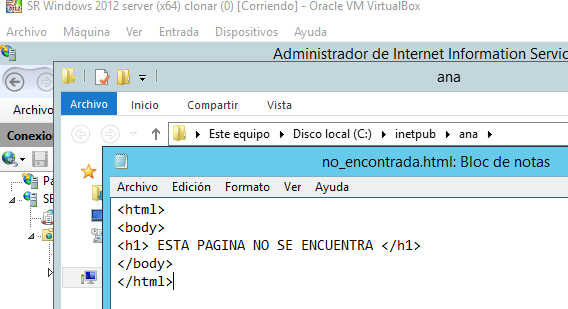 SR Windows 2012 server (x64) clonar (0) [Corriendo] - Oracle VM VirtualBox
Archivo Máquina Ver Entrada Dispositivos Ayuda
Administrador de Internet Information Servic
ana
Archivo Inicio Compartir Vista
Archivo
Este equipo Disco local (C:) inetpub ana
Conexio
no_encontrada.html: Bloc de notas
Archivo Edición Formato Ver Ayuda
Pa
SE
<html>
<body>
<h1> ESTA PAGINA NO SE ENCUENTRA </h1>
</body>
</html>